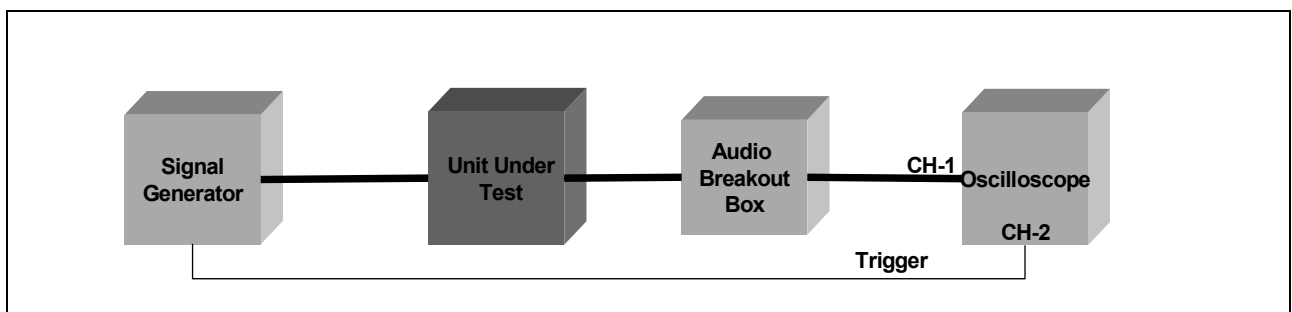 Signal
Generator
Unit Under
Test
Audio
Breakout
Box
CH-1
Oscilloscope
CH-2
Trigger